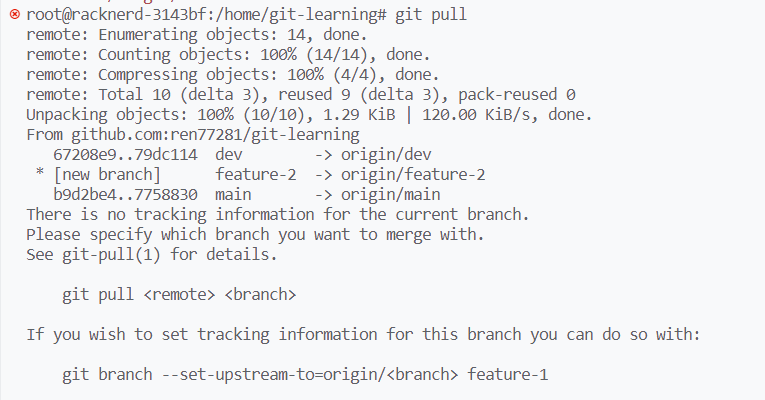 root@racknerd-3143bf:/home/git-learning# git pull
remote: Enumerating objects: 14, done.
remote: Counting objects: 100% (14/14), done.
remote: Compressing objects: 100% (4/4), done.
remote: Total 10 (delta 3), reused 9 (delta 3), pack-reused 0
Unpacking objects: 100% (10/10), 1.29 KiB | 120.00 KiB/s, done.
From github.com:ren77281/git-learning
   67208e9..79dc114  dev        -> origin/dev
 * [new branch]      feature-2  -> origin/feature-2
   b9d2be4..7758830  main       -> origin/main
There is no tracking information for the current branch.
Please specify which branch you want to merge with.
See git-pull(1) for details.

    git pull <remote> <branch>

If you wish to set tracking information for this branch you can do so with:

    git branch --set-upstream-to=origin/<branch> feature-1